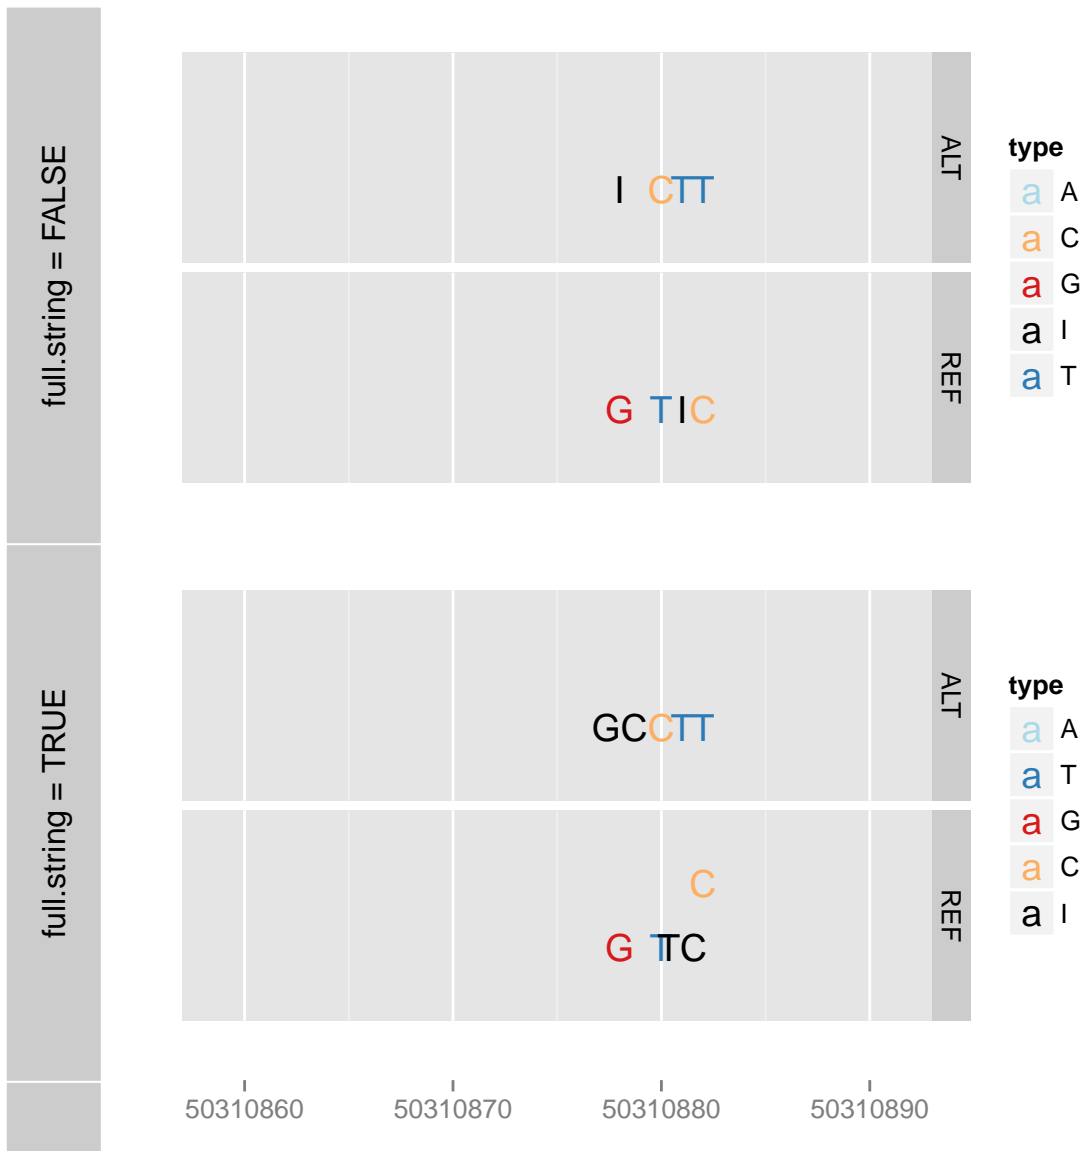 full.string = FALSE
I CTT
ALT
G TIC
REF
type
a A
a C
a G
a I
a T
full.string = TRUE
GCCTT
ALT
C
G TTC
REF
type
a A
a T
a G
a C
a I
50310860 50310870 50310880 50310890